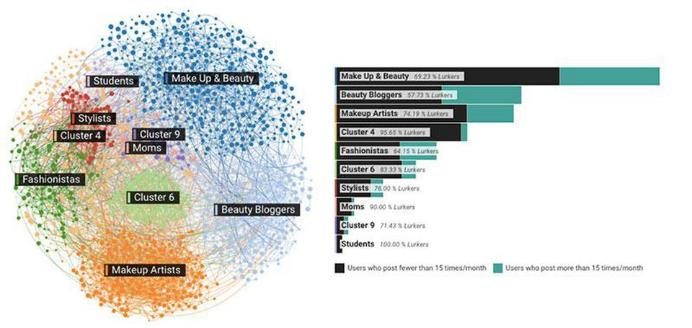 Students
Make Up & Beauty
Stylists
Cluster 4
Cluster 9
Moms
Fashionistas
Cluster 6
Beauty Bloggers
Makeup Artists
Make Up & Beauty 69.23 % Lurkers
Beauty Bloggers 57.73 % Lurkers
Makeup Artists 74.19 % Lurkers
Cluster 4 95.65 % Lurkers
Fashionistas 64.15 % Lurkers
Cluster 6 83.33 % Lurkers
Stylists 76.00 % Lurkers
Moms 90.00 % Lurkers
Cluster 9 71.43 % Lurkers
Students 100.00 % Lurkers
Users who post fewer than 15 times/month Users who post more than 15 times/month